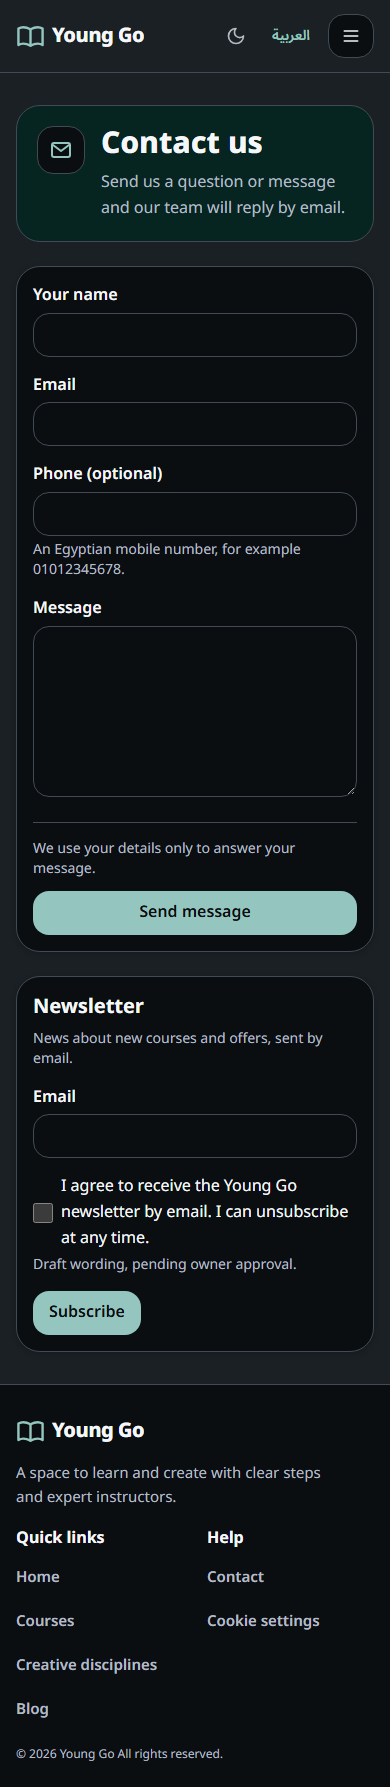 Young Go
العربية
Contact us
Send us a question or message
and our team will reply by email.
Your name
Email
Phone (optional)
An Egyptian mobile number, for example
01012345678.
Message
We use your details only to answer your
message.
Send message
Newsletter
News about new courses and offers, sent by
email.
Email
I agree to receive the Young Go
newsletter by email. I can unsubscribe
at any time.
Draft wording, pending owner approval.
Subscribe
Young Go
A space to learn and create with clear steps
and expert instructors.
Quick links
Home
Courses
Creative disciplines
Blog
Help
Contact
Cookie settings
© 2026 Young Go All rights reserved.